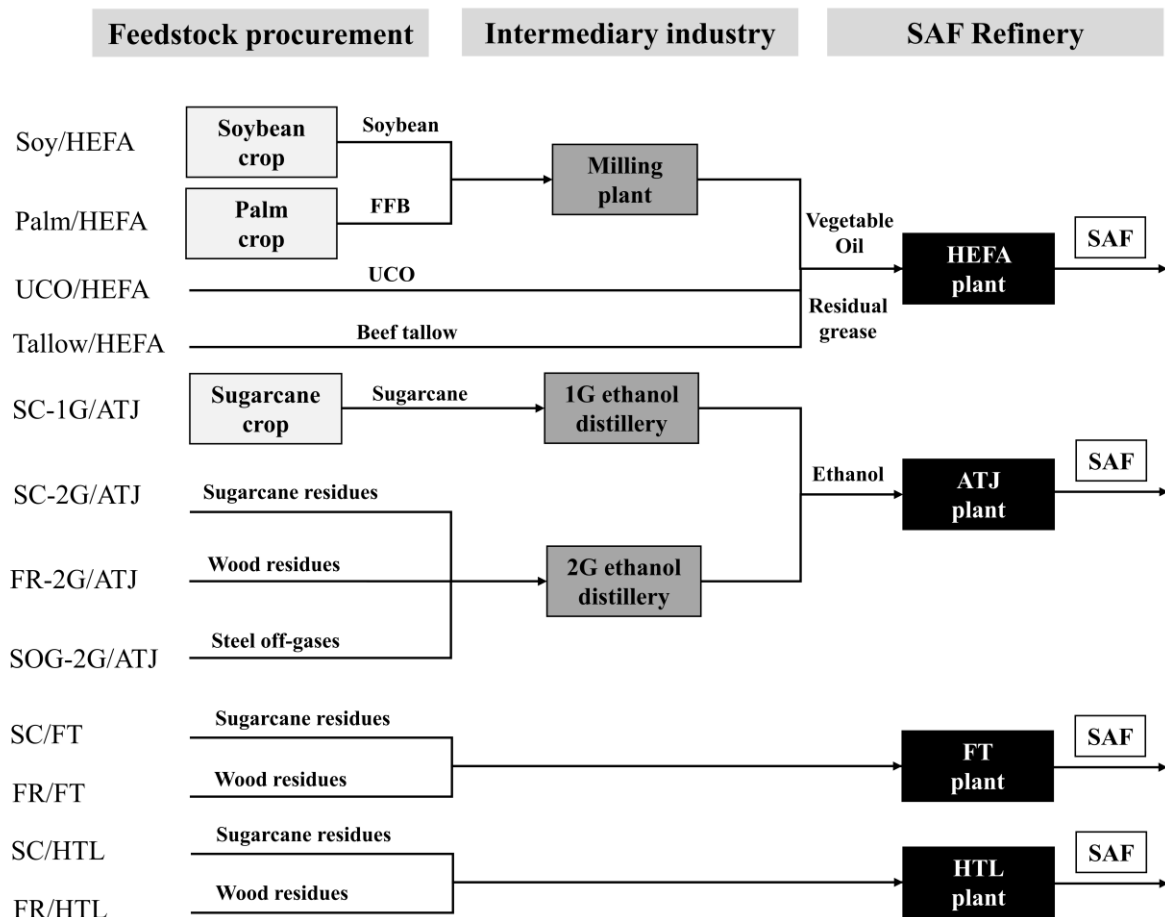 Feedstock procurement
Intermediary industry
SAF Refinery
Soy/HEFA
Soybean
crop
Soybean
Milling
plant
Palm/HEFA
Palm
crop
FFB
Vegetable
Oil
HEFA
plant
SAF
UCO/HEFA
UCO
Residual
grease
Tallow/HEFA
Beef tallow
SC-1G/ATJ
Sugarcane
crop
Sugarcane
1G ethanol
distillery
SC-2G/ATJ
Sugarcane residues
Ethanol
ATJ
plant
SAF
FR-2G/ATJ
Wood residues
2G ethanol
distillery
SOG-2G/ATJ
Steel off-gases
SC/FT
Sugarcane residues
FT
plant
SAF
FR/FT
Wood residues
SC/HTL
Sugarcane residues
HTL
plant
SAF
FR/HTL
Wood residues